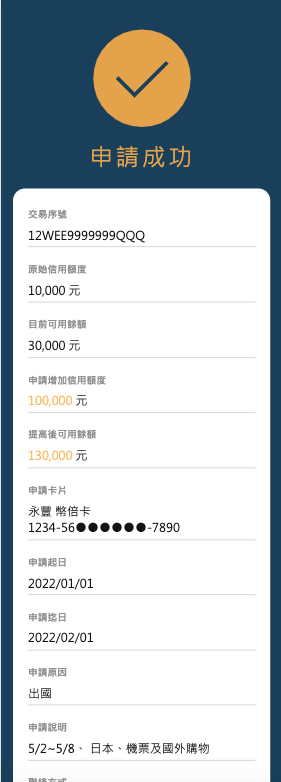 申請成功
交易序號
12WEE9999999QQQ
原始信用額度
10,000 元
目前可用餘額
30,000 元
申請增加信用額度
100,000 元
提高後可用餘額
130,000 元
申請卡片
永豐 幣倍卡
1234-56●●●●●●-7890
申請起日
2022/01/01
申請迄日
2022/02/01
申請原因
出國
申請說明
5/2~5/8、 日本、機票及國外購物
聯絡方式